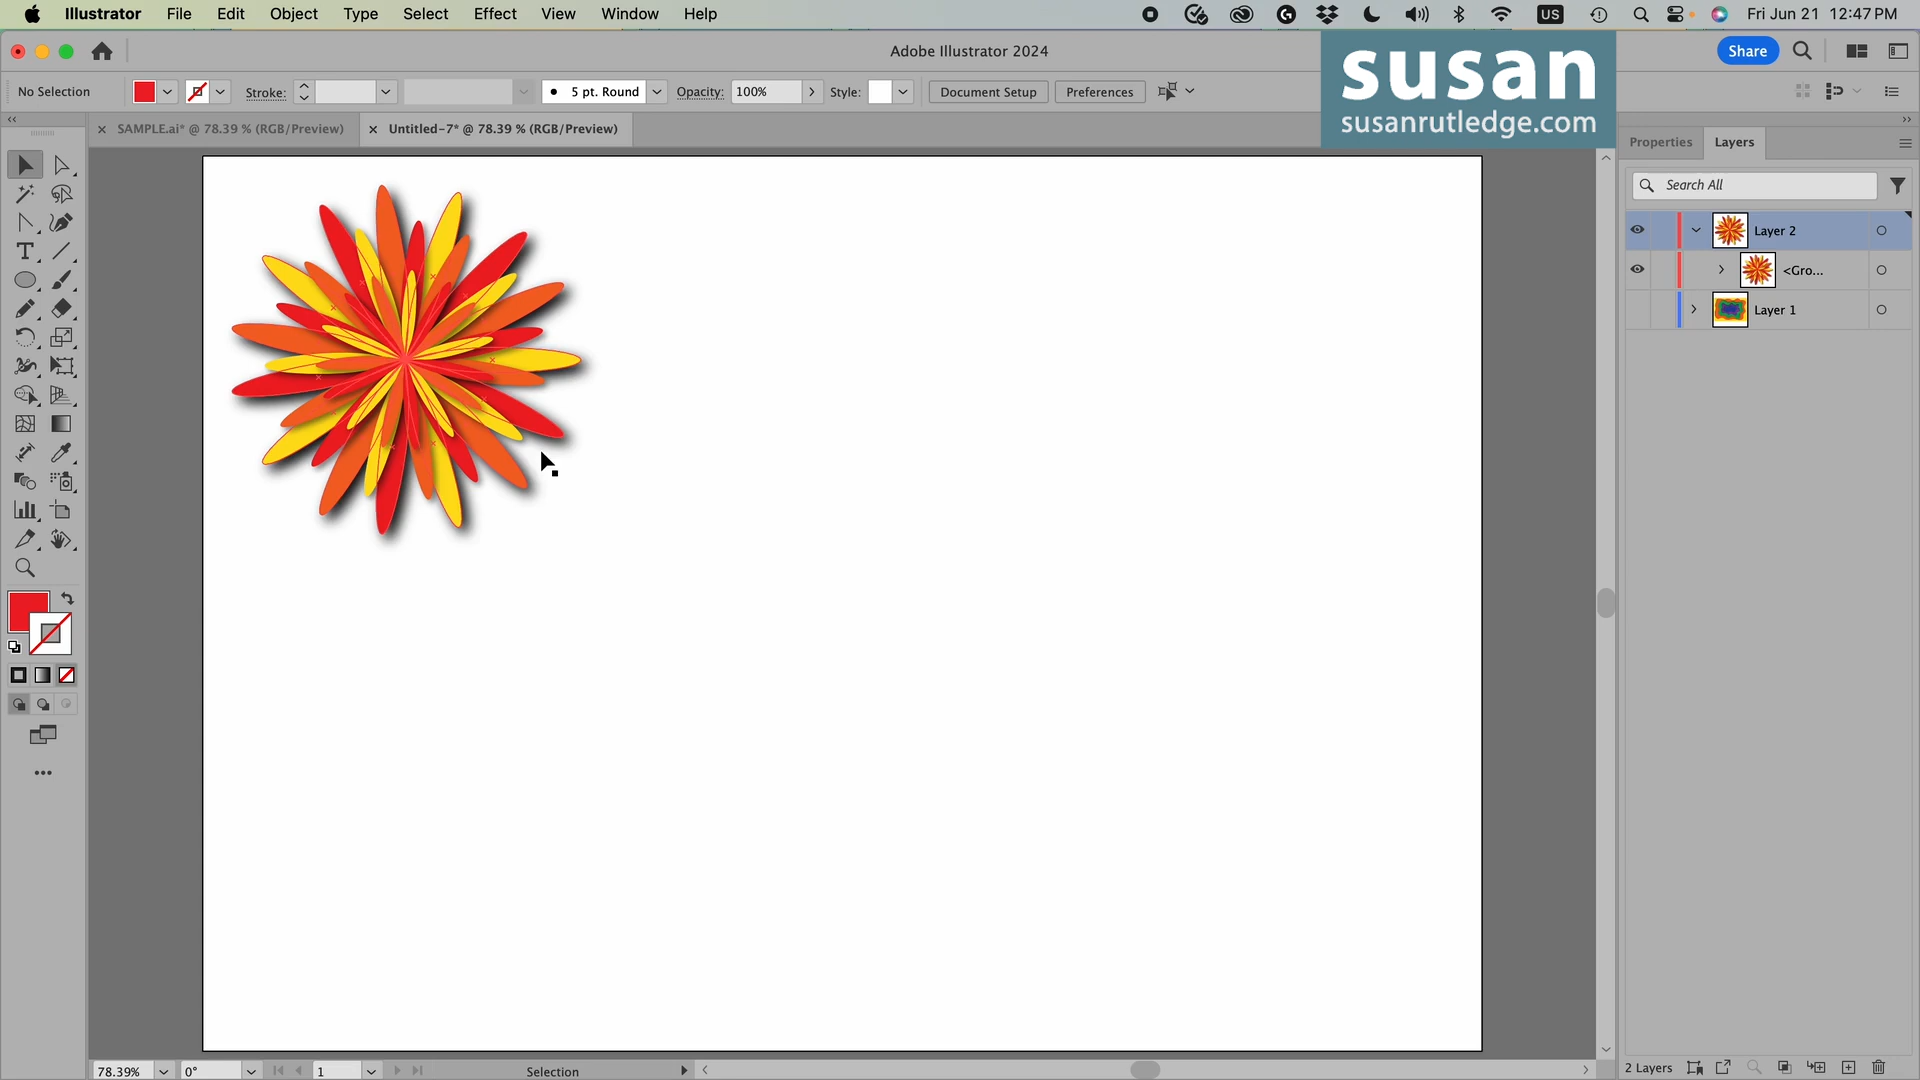 Illustrator File Edit Object Type Select Effect View Window Help US Fri Jun 21 12:47 PM
Adobe Illustrator 2024
Share
susan
susanrutledge.com
No Selection Stroke: 5 pt. Round Opacity: 100% Style: Document Setup Preferences
SAMPLE.ai* @ 78.39 % (RGB/Preview) Untitled-7* @ 78.39 % (RGB/Preview)
Properties Layers
Search All
Layer 2
<Gro...
Layer 1
78.39% 0° 1 Selection
2 Layers